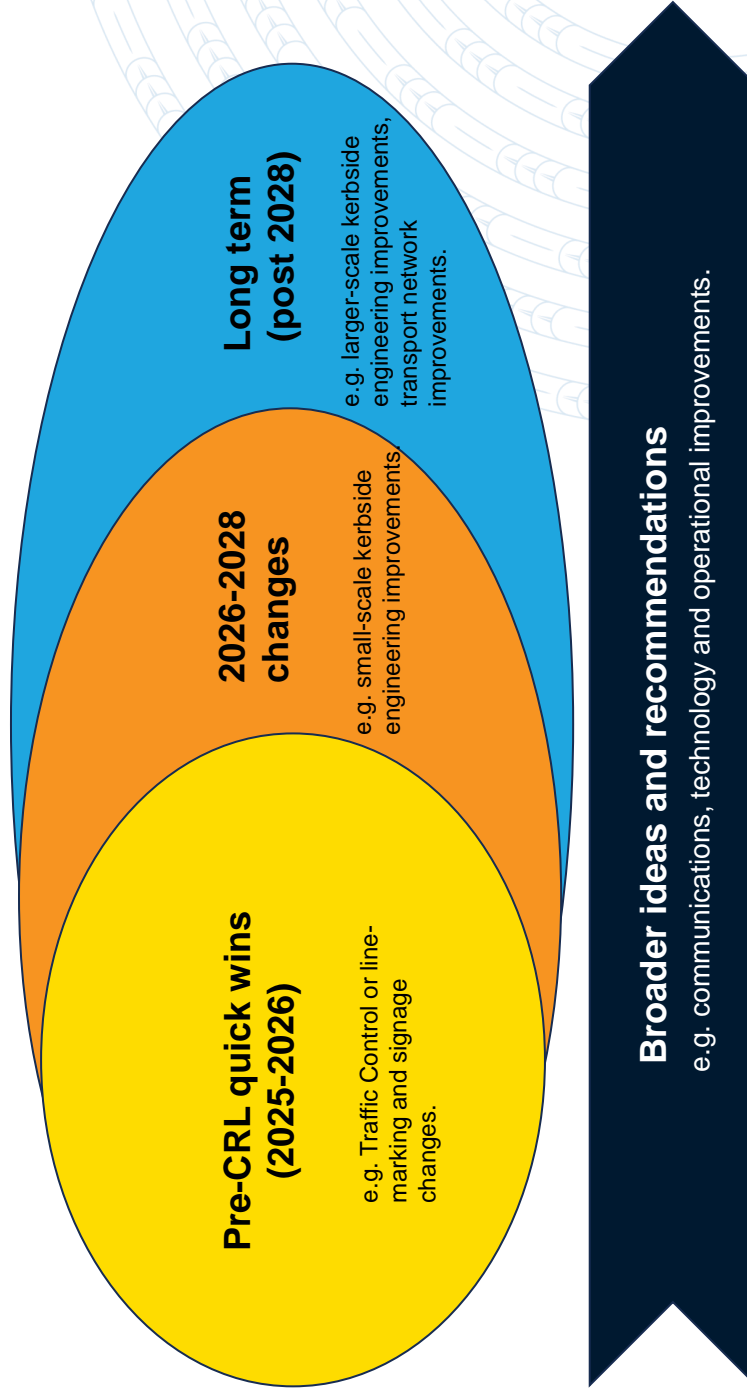 Pre-CRL quick wins
(2025-2026)
e.g. Traffic Control or line-
marking and signage
changes.
2026-2028
changes
e.g. small-scale kerbside
engineering improvements.
Long term
(post 2028)
e.g. larger-scale kerbside
engineering improvements,
transport network
improvements.
Broader ideas and recommendations
e.g. communications, technology and operational improvements.